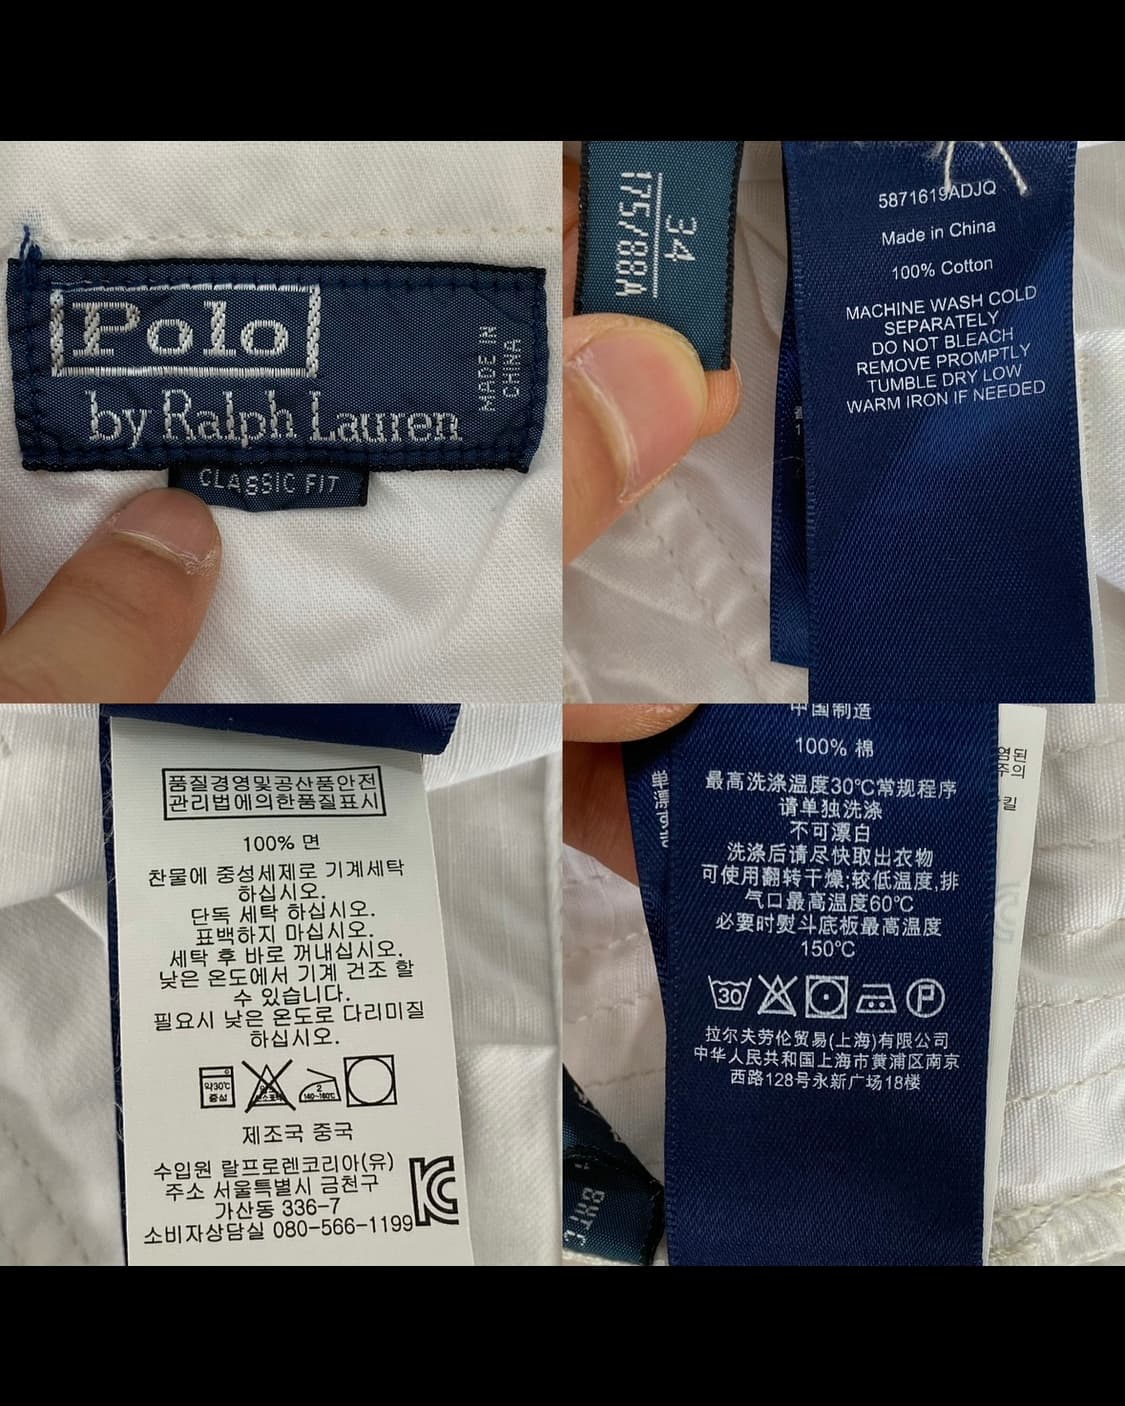 Polo
by Ralph Lauren
MADE IN
CHINA
CLASSIC FIT
34
175/88A
5871619ADJQ
Made in China
100% Cotton
MACHINE WASH COLD
SEPARATELY
DO NOT BLEACH
REMOVE PROMPTLY
TUMBLE DRY LOW
WARM IRON IF NEEDED
품질경영및공산품안전
관리법에의한품질표시
100% 면
찬물에 중성세제로 기계세탁
하십시오.
단독 세탁 하십시오.
표백하지 마십시오.
세탁 후 바로 꺼내십시오.
낮은 온도에서 기계 건조 할
수 있습니다.
필요시 낮은 온도로 다리미질
하십시오.
약30℃
중성
2
140~160℃
제조국 중국
수입원 랄프로렌코리아(유)
주소 서울특별시 금천구
가산동 336-7
소비자상담실 080-566-1199
中国制造
100% 棉
最高洗涤温度30℃常规程序
请单独洗涤
不可漂白
洗涤后请尽快取出衣物
可使用翻转干燥;较低温度,排
气口最高温度60℃
必要时熨斗底板最高温度
150℃
30
P
拉尔夫劳伦贸易(上海)有限公司
中华人民共和国上海市黄浦区南京
西路128号永新广场18楼
염된
주의